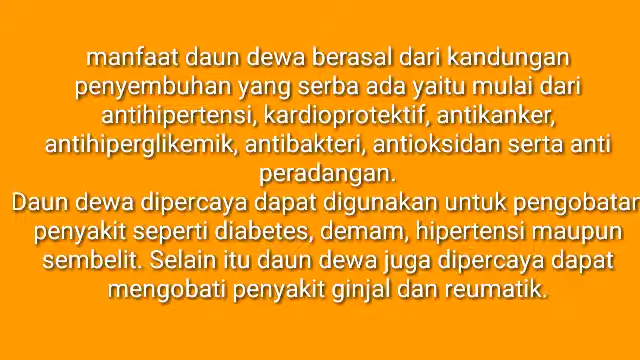 manfaat daun dewa berasal dari kandungan
penyembuhan yang serba ada yaitu mulai dari
antihipertensi, kardioprotektif, antikanker,
antihiperglikemik, antibakteri, antioksidan serta anti
peradangan.
Daun dewa dipercaya dapat digunakan untuk pengobatan
penyakit seperti diabetes, demam, hipertensi maupun
sembelit. Selain itu daun dewa juga dipercaya dapat
mengobati penyakit ginjal dan reumatik.